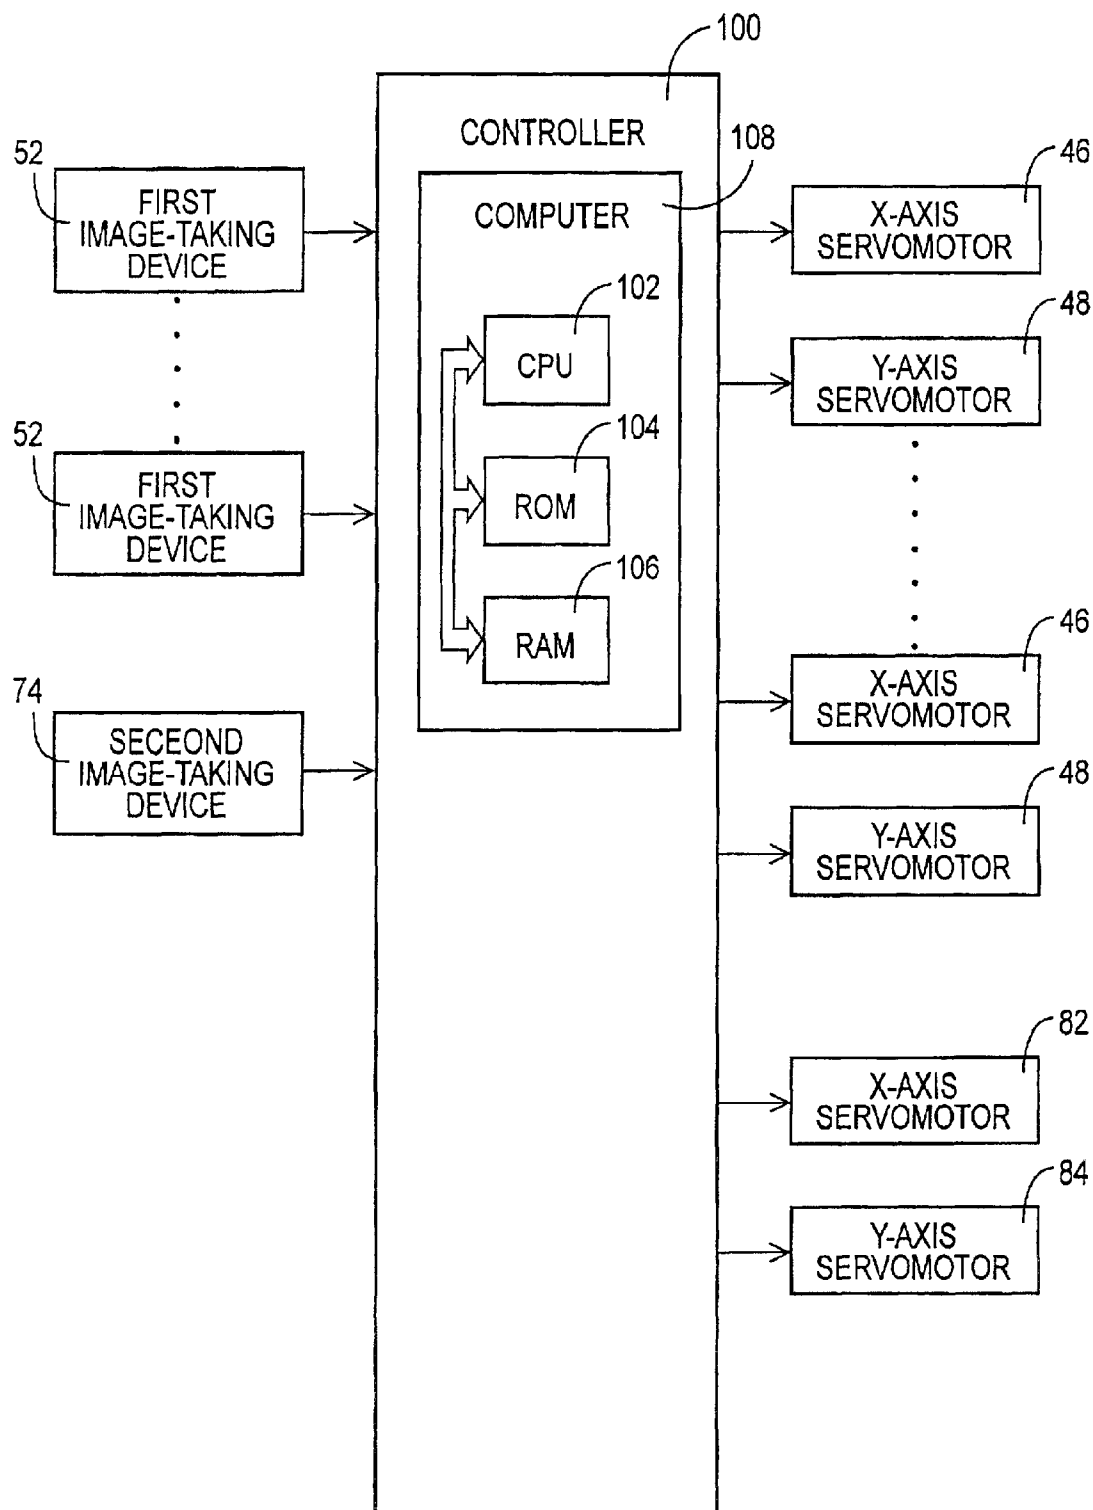 100
CONTROLLER
108
COMPUTER
102
CPU
104
ROM
106
RAM
52
FIRST
IMAGE-TAKING
DEVICE
52
FIRST
IMAGE-TAKING
DEVICE
74
SECEOND
IMAGE-TAKING
DEVICE
46
X-AXIS
SERVOMOTOR
48
Y-AXIS
SERVOMOTOR
46
X-AXIS
SERVOMOTOR
48
Y-AXIS
SERVOMOTOR
82
X-AXIS
SERVOMOTOR
84
Y-AXIS
SERVOMOTOR